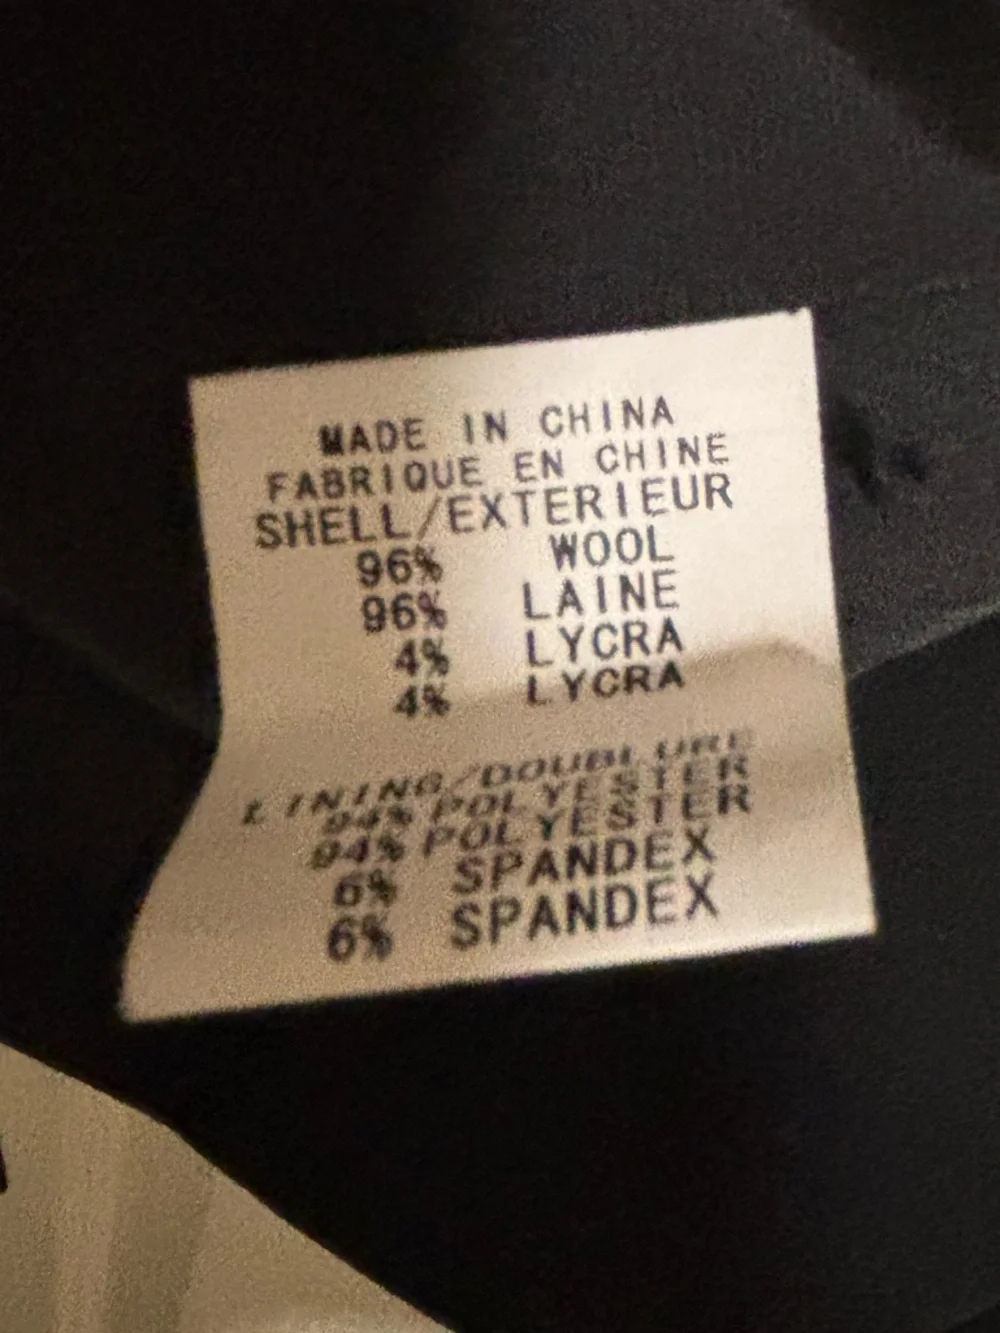 MADE IN CHINA
FABRIQUE EN CHINE
SHELL/EXTERIEUR
96% WOOL
96% LAINE
4% LYCRA
4% LYCRA
LINING/DOUBLURE
94% POLYESTER
94% POLYESTER
6% SPANDEX
6% SPANDEX